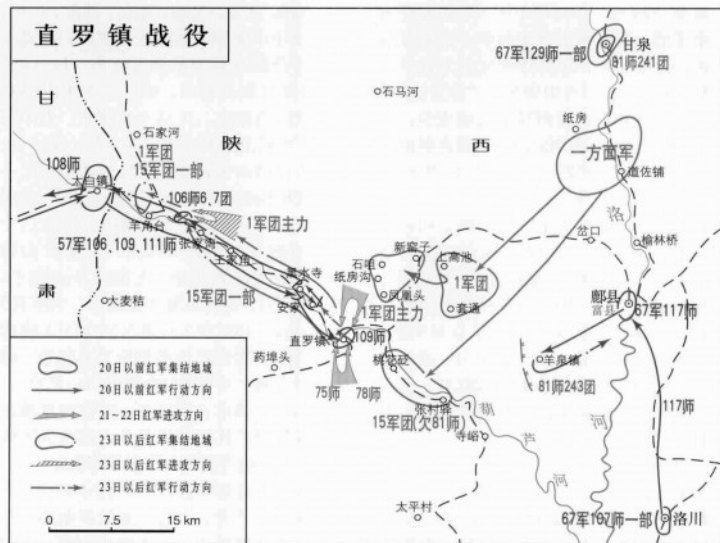 直罗镇战役
67军129师一部
甘泉
81师241团
石马河
甘
陕
西
肃
石家河
1军团
15军团一部
108师
太白镇
106师6、7团
羊角台
1军团主力
张家湾
57军106、109、111师
王家角
黑水寺
安家
15军团一部
大麦秸
纸房
一方面军
道佐铺
洛
岔口
榆林桥
新窑子
石咀
上高池
纸房沟
凤凰头
1军团
套通
1军团主力
鄜县
富县
67军117师
直罗镇
109师
药埠头
75师
78师
羊泉镇
81师243团
张村驿
15军团(欠81师)
葫
芦
河
河
寺峪
117师
太平村
67军107师一部
洛川
20日以前红军集结地域
20日以前红军行动方向
21~22日红军进攻方向
23日以后红军集结地域
23日以后红军进攻方向
23日以后红军行动方向
0 7.5 15 km